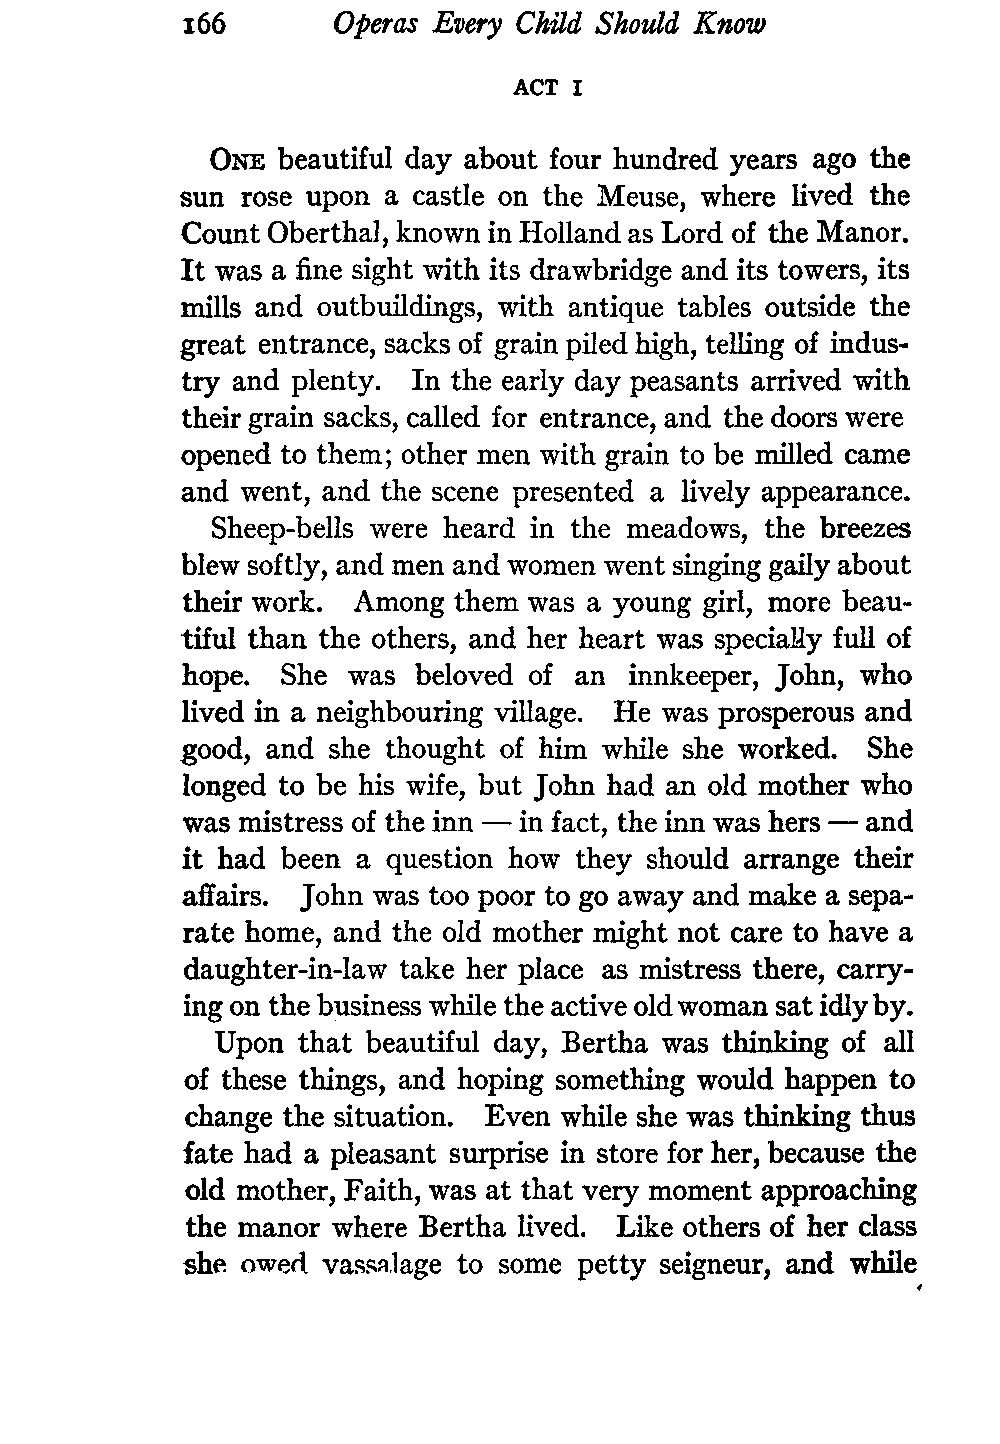 166 Operas Every Child Should Know
ACT I
ONE beautiful day about four hundred years ago the
sun rose upon a castle on the Meuse, where lived the
Count Oberthal, known in Holland as Lord of the Manor.
It was a fine sight with its drawbridge and its towers, its
mills and outbuildings, with antique tables outside the
great entrance, sacks of grain piled high, telling of indus-
try and plenty. In the early day peasants arrived with
their grain sacks, called for entrance, and the doors were
opened to them; other men with grain to be milled came
and went, and the scene presented a lively appearance.
Sheep-bells were heard in the meadows, the breezes
blew softly, and men and women went singing gaily about
their work. Among them was a young girl, more beau-
tiful than the others, and her heart was specially full of
hope. She was beloved of an innkeeper, John, who
lived in a neighbouring village. He was prosperous and
good, and she thought of him while she worked. She
longed to be his wife, but John had an old mother who
was mistress of the inn — in fact, the inn was hers — and
it had been a question how they should arrange their
affairs. John was too poor to go away and make a sepa-
rate home, and the old mother might not care to have a
daughter-in-law take her place as mistress there, carry-
ing on the business while the active old woman sat idly by.
Upon that beautiful day, Bertha was thinking of all
of these things, and hoping something would happen to
change the situation. Even while she was thinking thus
fate had a pleasant surprise in store for her, because the
old mother, Faith, was at that very moment approaching
the manor where Bertha lived. Like others of her class
she owed vassalage to some petty seigneur, and while